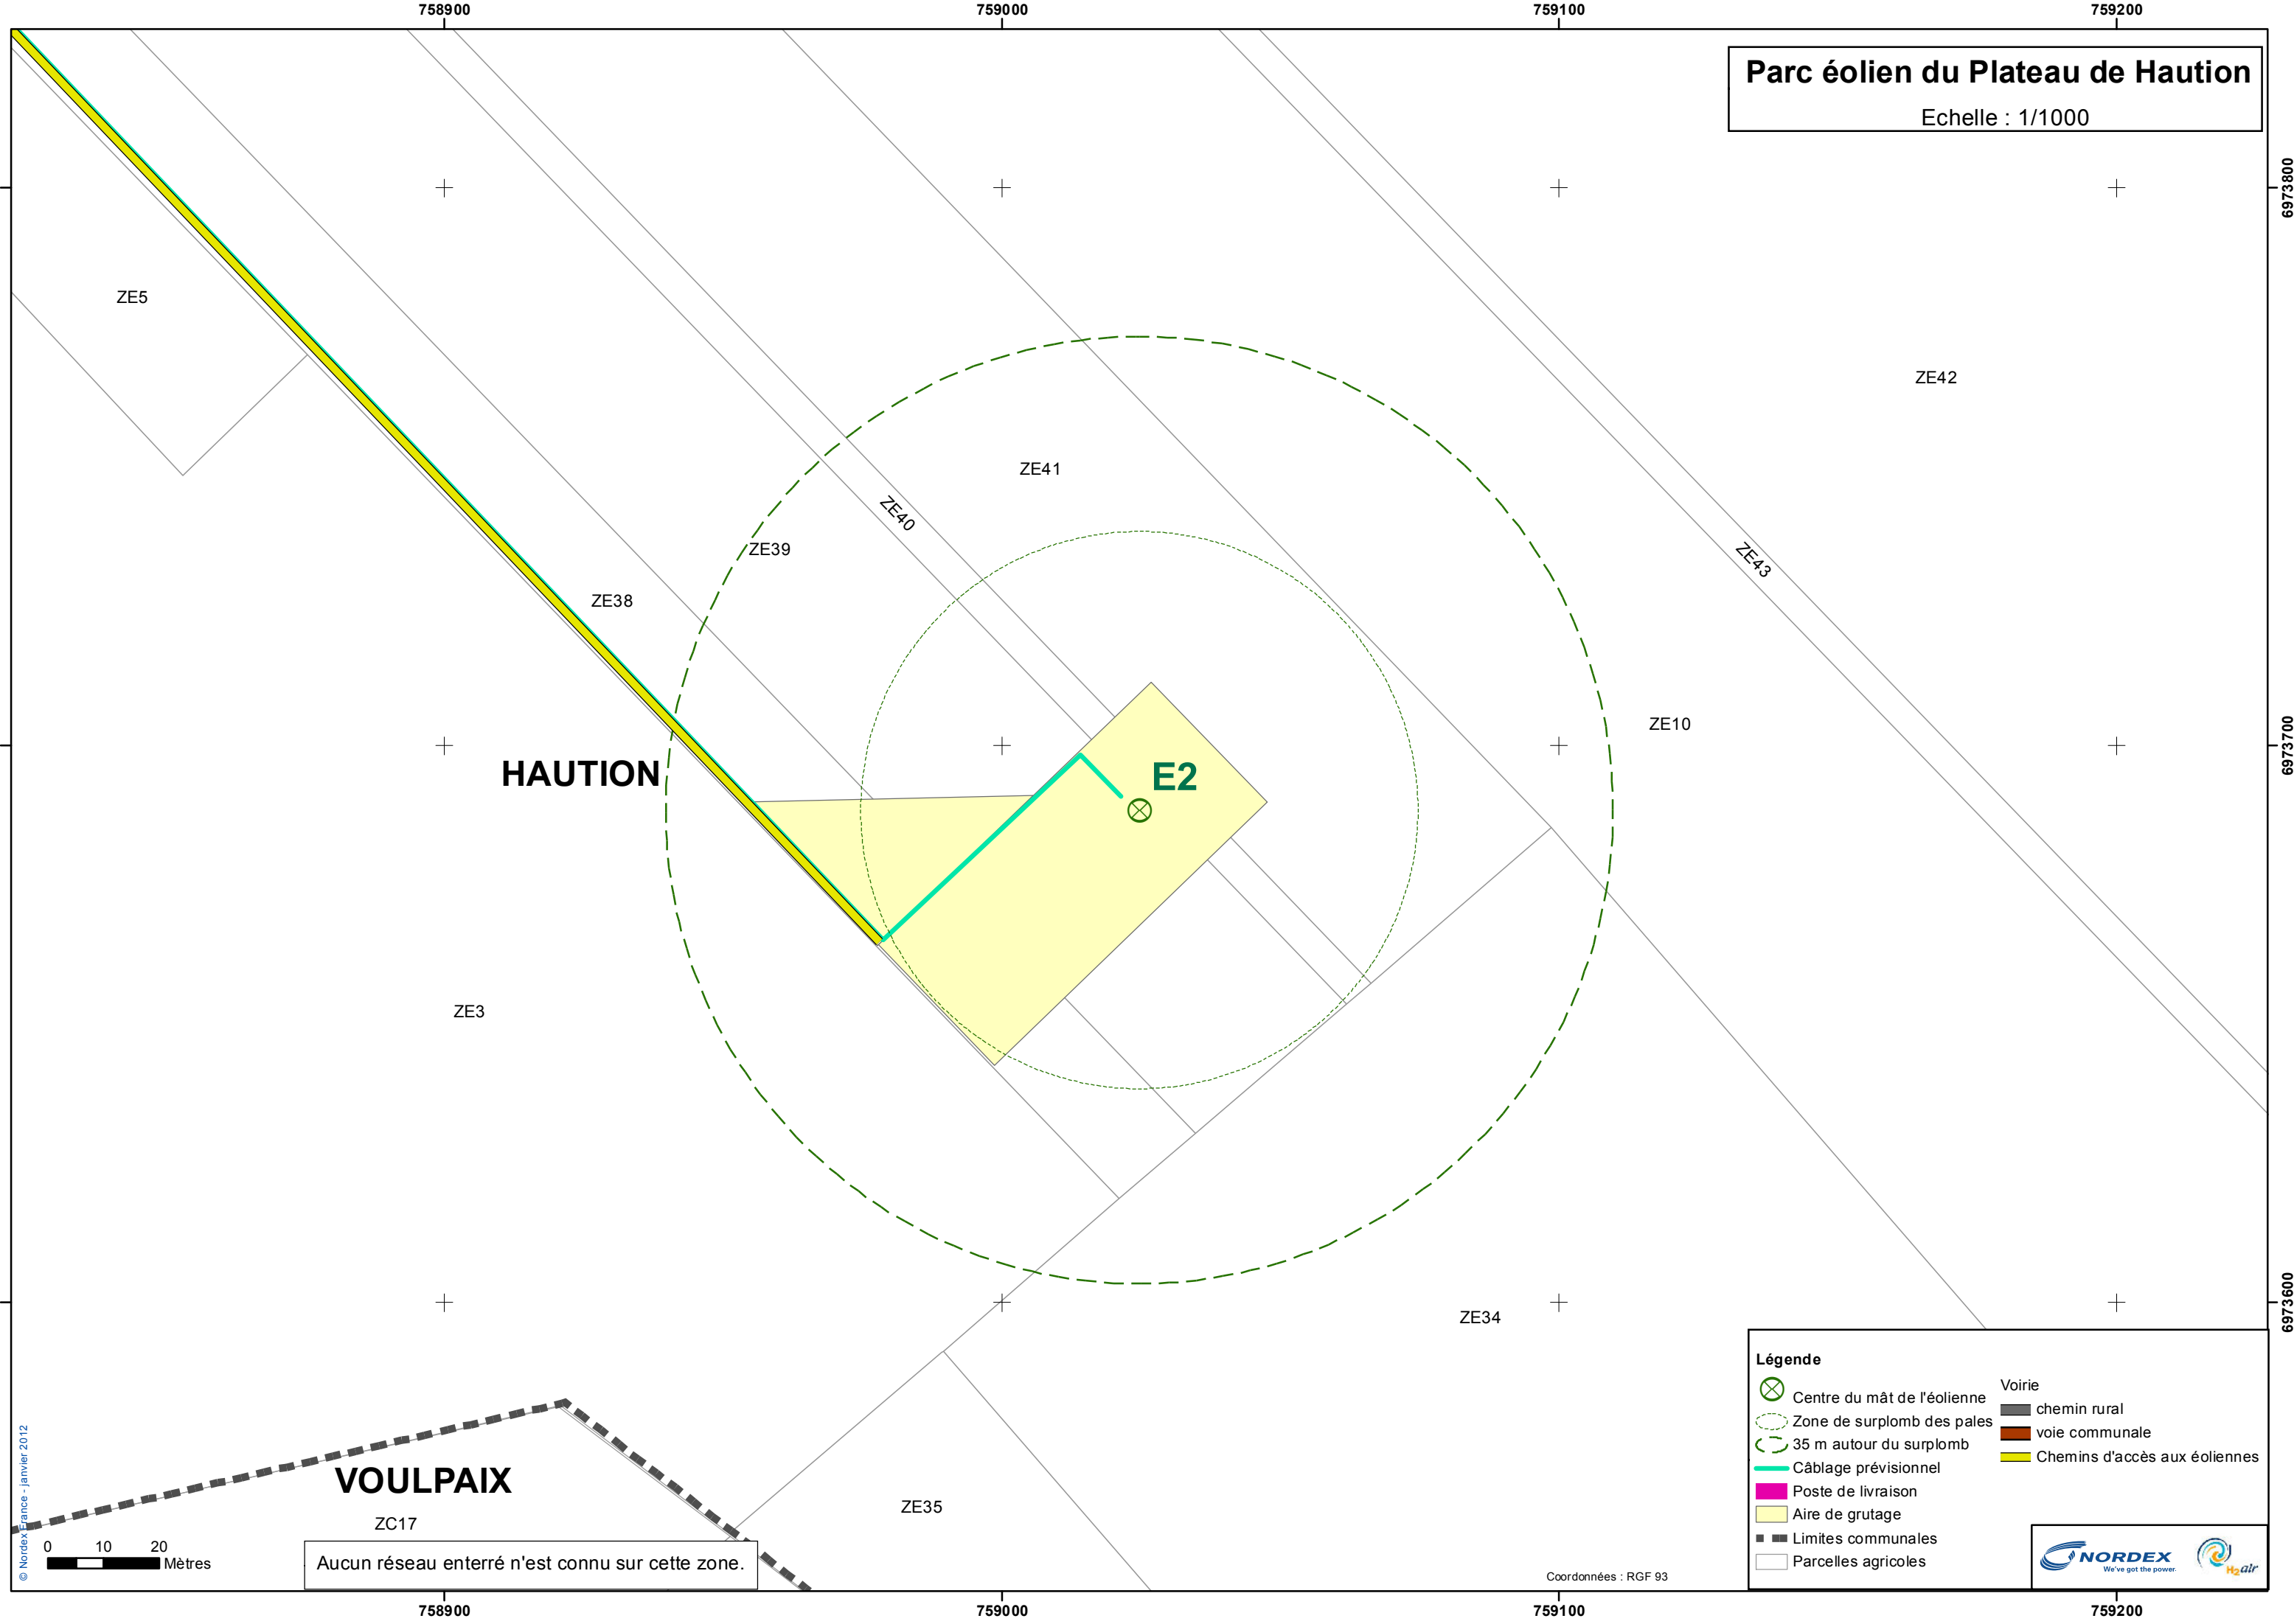 758900
759000
759100
759200
Parc éolien du Plateau de Haution
Echelle : 1/1000
6973800
ZE5
ZE42
ZE41
ZE40
ZE39
ZE43
ZE38
ZE10
6973700
HAUTION
E2
ZE3
6973600
ZE34
Légende
Centre du mât de l'éolienne
Zone de surplomb des pales
35 m autour du surplomb
Câblage prévisionnel
Poste de livraison
Aire de grutage
Limites communales
Parcelles agricoles
Voirie
chemin rural
voie communale
Chemins d'accès aux éoliennes
VOULPAIX
ZE35
ZC17
© Nordex France - janvier 2012
0 10 20
Mètres
Aucun réseau enterré n'est connu sur cette zone.
Coordonnées : RGF 93
NORDEX
We've got the power.
H2air
758900
759000
759100
759200